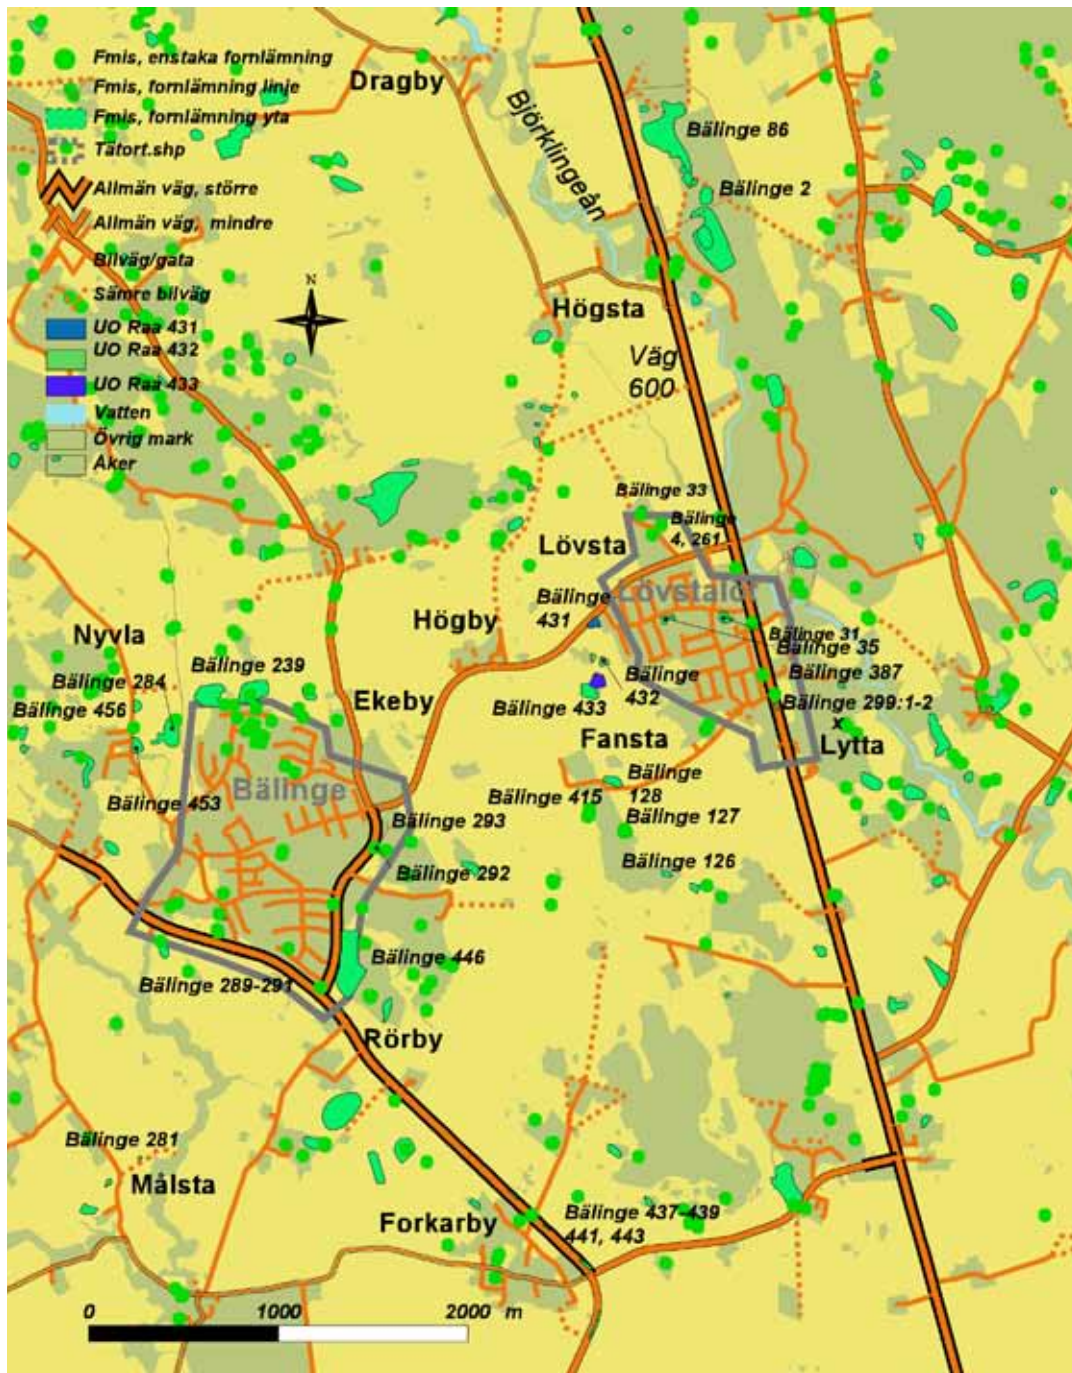 Fmis, enstaka fornlämning
Fmis, fornlämning linje
Fmis, fornlämning yta
Tätort.shp
Allmän väg, större
Allmän väg, mindre
Bilväg/gata
Sämre bilväg
UO Raa 431
UO Raa 432
UO Raa 433
Vatten
Övrig mark
Åker
N
Dragby
Björklingeån
Bälinge 86
Bälinge 2
Högsta
Väg
600
Bälinge 33
Bälinge
4, 261
Lövsta
Lövstalöt
Bälinge
431
Högby
Nyvla
Bälinge 31
Bälinge 35
Bälinge 239
Bälinge 284
Bälinge 387
Bälinge
432
Bälinge 456
Ekeby
Bälinge 433
Bälinge 299:1-2
x
Fansta
Lytta
Bälinge
Bälinge
128
Bälinge 453
Bälinge 415
Bälinge 293
Bälinge 127
Bälinge 292
Bälinge 126
Bälinge 446
Bälinge 289-291
Rörby
Bälinge 281
Målsta
Forkarby
Bälinge 437-439
441, 443
0 1000 2000 m